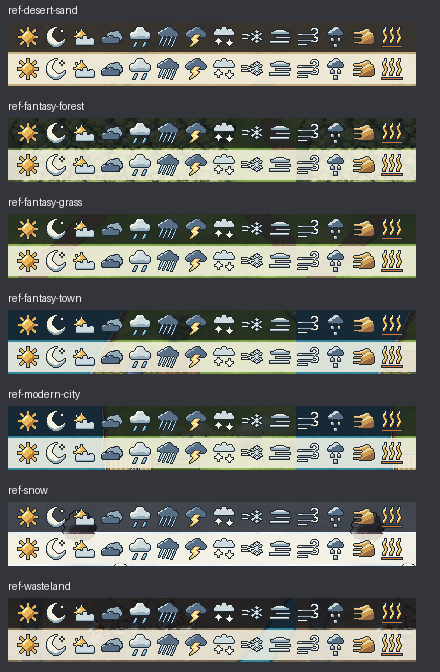 ref-desert-sand
ref-fantasy-forest
ref-fantasy-grass
ref-fantasy-town
ref-modern-city
ref-snow
ref-wasteland